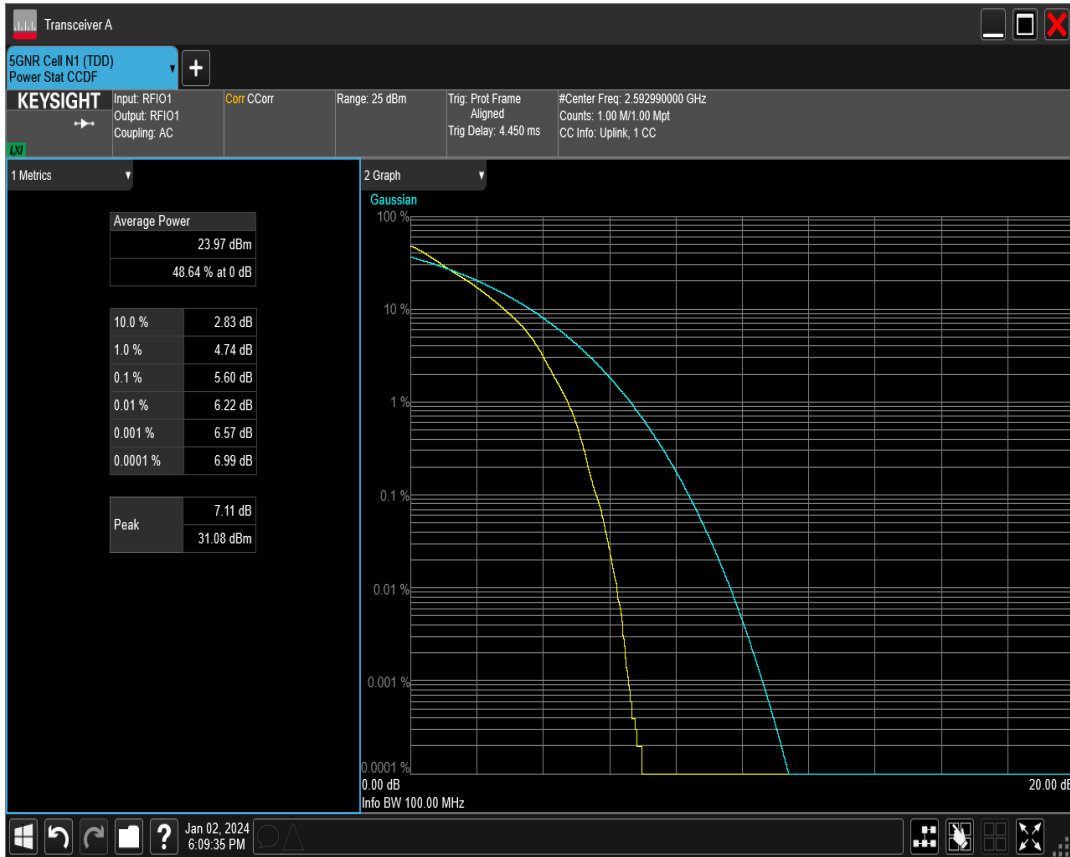 Transceiver A
5GNR Cell N1 (TDD)
Power Stat CCDF
KEYSIGHT
LXI
Input: RFIO1
Output: RFIO1
Coupling: AC
Corr CCorr
Range: 25 dBm
Trig: Prot Frame
Aligned
Trig Delay: 4.450 ms
#Center Freq: 2.592990000 GHz
Counts: 1.00 M/1.00 Mpt
CC Info: Uplink, 1 CC
1 Metrics
Average Power
23.97 dBm
48.64 % at 0 dB
10.0 % 2.83 dB
1.0 % 4.74 dB
0.1 % 5.60 dB
0.01 % 6.22 dB
0.001 % 6.57 dB
0.0001 % 6.99 dB
Peak
7.11 dB
31.08 dBm
2 Graph
Gaussian
100 %
10 %
1 %
0.1 %
0.01 %
0.001 %
0.0001 %
0.00 dB 20.00 dB
Info BW 100.00 MHz
?
Jan 02, 2024
6:09:35 PM